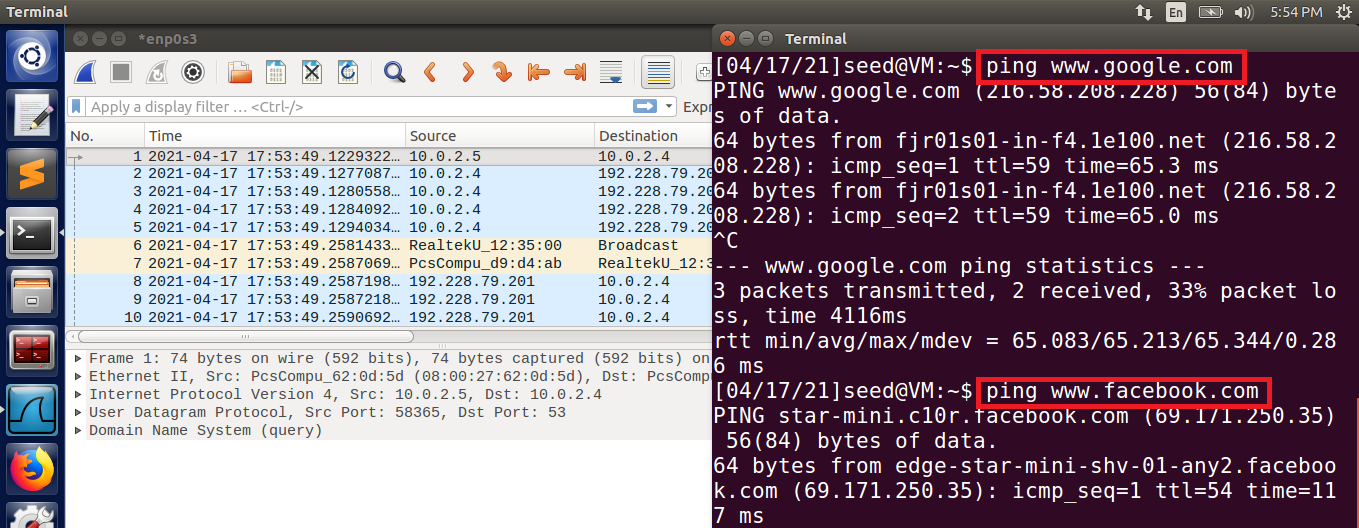 Terminal
En
5:54 PM
*enp0s3
Apply a display filter … <Ctrl-/>
Expr
No. Time Source Destination
1 2021-04-17 17:53:49.1229322… 10.0.2.5 10.0.2.4
2 2021-04-17 17:53:49.1277087… 10.0.2.4 192.228.79.20
3 2021-04-17 17:53:49.1280558… 10.0.2.4 192.228.79.20
4 2021-04-17 17:53:49.1284092… 10.0.2.4 192.228.79.20
5 2021-04-17 17:53:49.1294034… 10.0.2.4 192.228.79.20
6 2021-04-17 17:53:49.2581433… RealtekU_12:35:00 Broadcast
7 2021-04-17 17:53:49.2587069… PcsCompu_d9:d4:ab RealtekU_12:3
8 2021-04-17 17:53:49.2587198… 192.228.79.201 10.0.2.4
9 2021-04-17 17:53:49.2587218… 192.228.79.201 10.0.2.4
10 2021-04-17 17:53:49.2590692… 192.228.79.201 10.0.2.4
Frame 1: 74 bytes on wire (592 bits), 74 bytes captured (592 bits) on
Ethernet II, Src: PcsCompu_62:0d:5d (08:00:27:62:0d:5d), Dst: PcsComp
Internet Protocol Version 4, Src: 10.0.2.5, Dst: 10.0.2.4
User Datagram Protocol, Src Port: 58365, Dst Port: 53
Domain Name System (query)
Terminal
[04/17/21]seed@VM:~$ ping www.google.com
PING www.google.com (216.58.208.228) 56(84) byte
s of data.
64 bytes from fjr01s01-in-f4.1e100.net (216.58.2
08.228): icmp_seq=1 ttl=59 time=65.3 ms
64 bytes from fjr01s01-in-f4.1e100.net (216.58.2
08.228): icmp_seq=2 ttl=59 time=65.0 ms
^C
--- www.google.com ping statistics ---
3 packets transmitted, 2 received, 33% packet lo
ss, time 4116ms
rtt min/avg/max/mdev = 65.083/65.213/65.344/0.28
6 ms
[04/17/21]seed@VM:~$ ping www.facebook.com
PING star-mini.c10r.facebook.com (69.171.250.35)
56(84) bytes of data.
64 bytes from edge-star-mini-shv-01-any2.faceboo
k.com (69.171.250.35): icmp_seq=1 ttl=54 time=11
7 ms